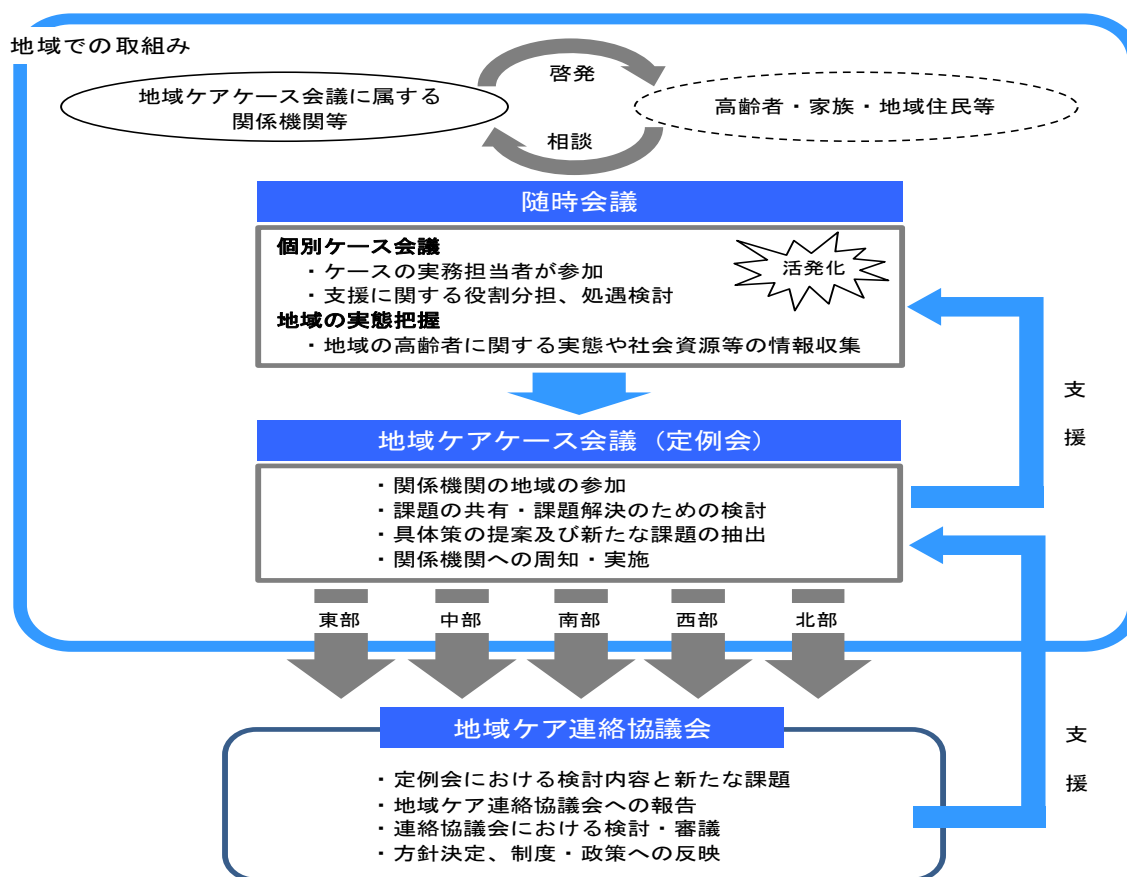 地域での取組み
啓発
地域ケアケース会議に属する
関係機関等
高齢者・家族・地域住民等
相談
随時会議
個別ケース会議
・ケースの実務担当者が参加
・支援に関する役割分担、処遇検討
活発化
地域の実態把握
・地域の高齢者に関する実態や社会資源等の情報収集
支
援
地域ケアケース会議（定例会）
・関係機関の地域の参加
・課題の共有・課題解決のための検討
・具体策の提案及び新たな課題の抽出
・関係機関への周知・実施
東部
中部
南部
西部
北部
地域ケア連絡協議会
・定例会における検討内容と新たな課題
・地域ケア連絡協議会への報告
・連絡協議会における検討・審議
・方針決定、制度・政策への反映
支
援